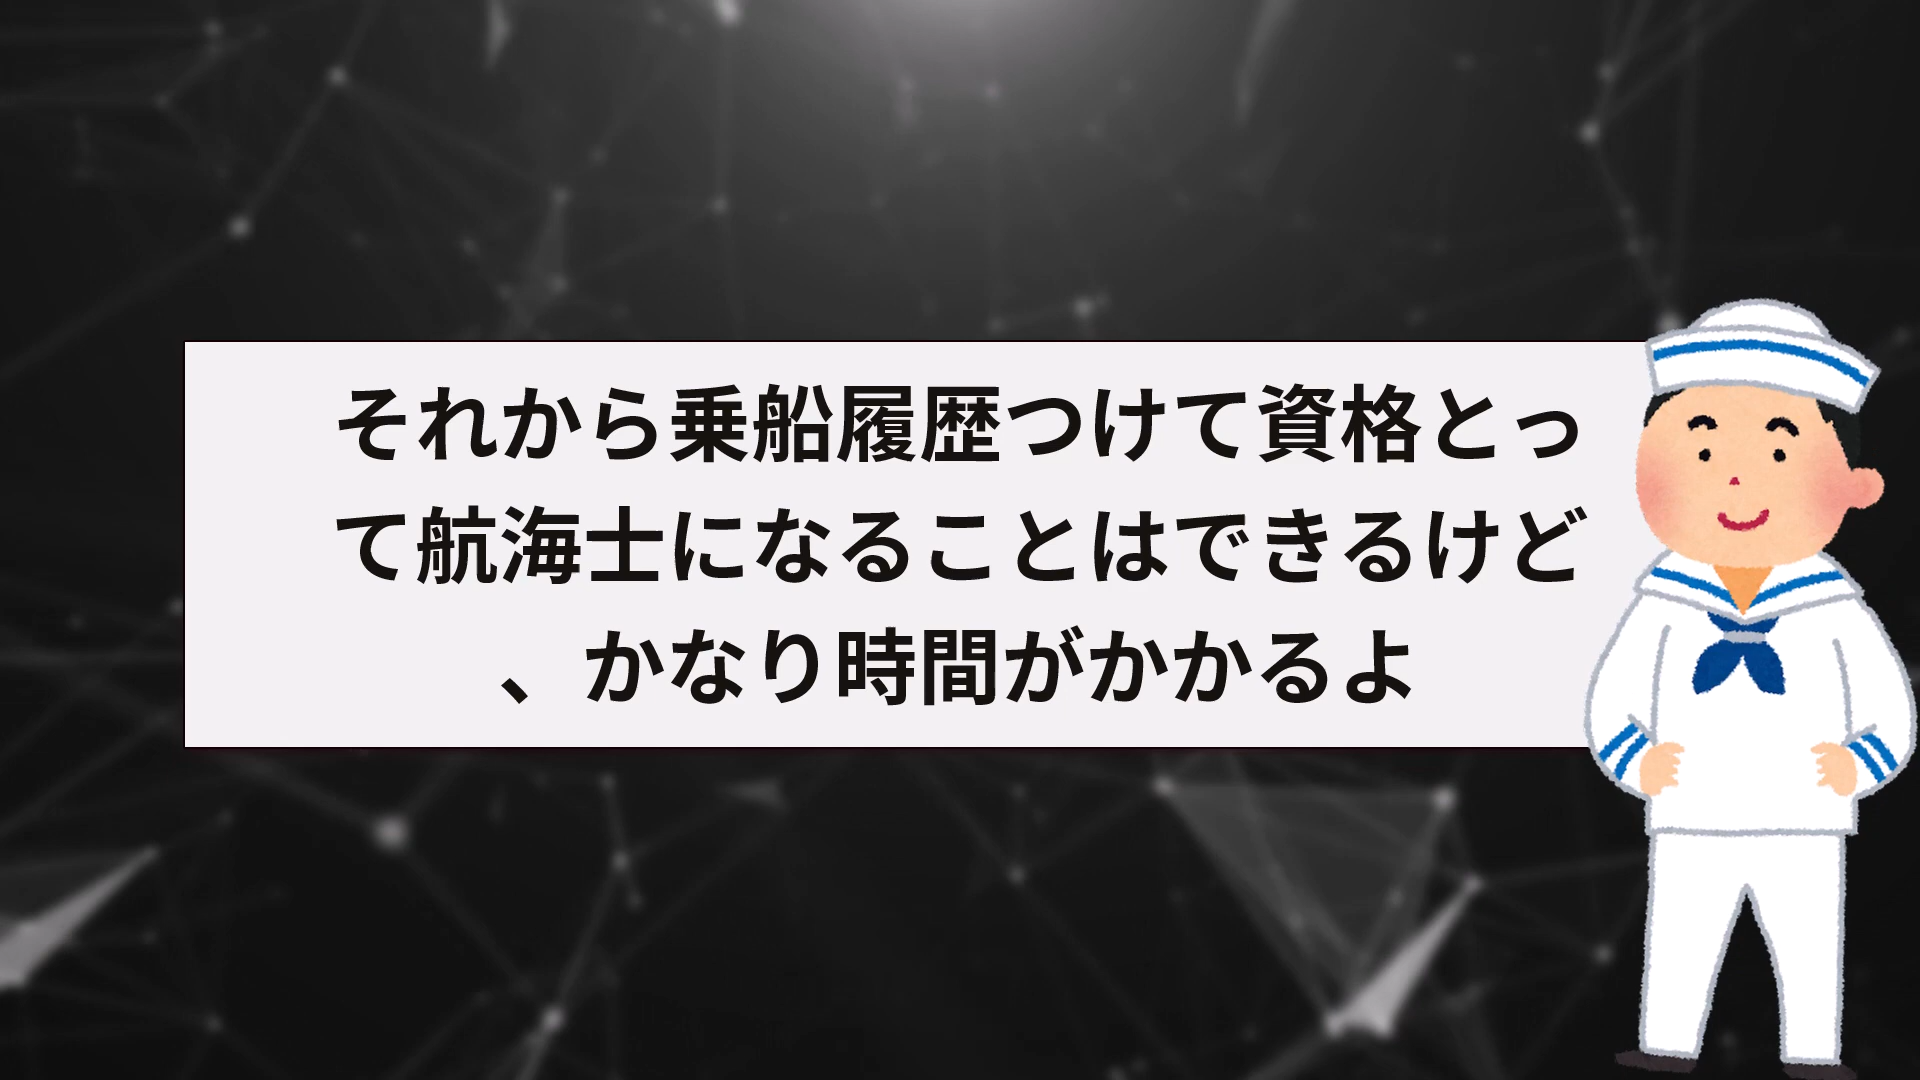 それから乗船履歴つけて資格とっ
て航海士になることはできるけど
、かなり時間がかかるよ